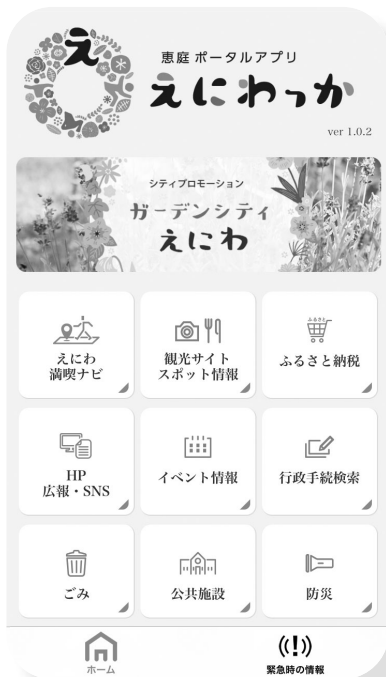 え
恵庭 ポータルアプリ
えにわっか
ver 1.0.2
シティプロモーション
ガーデンシティ
えにわ
えにわ
満喫ナビ
観光サイト
スポット情報
ふるさと
ふるさと納税
HP
広報・SNS
イベント情報
行政手続検索
ごみ
公共施設
防災
ホーム
((!))
緊急時の情報